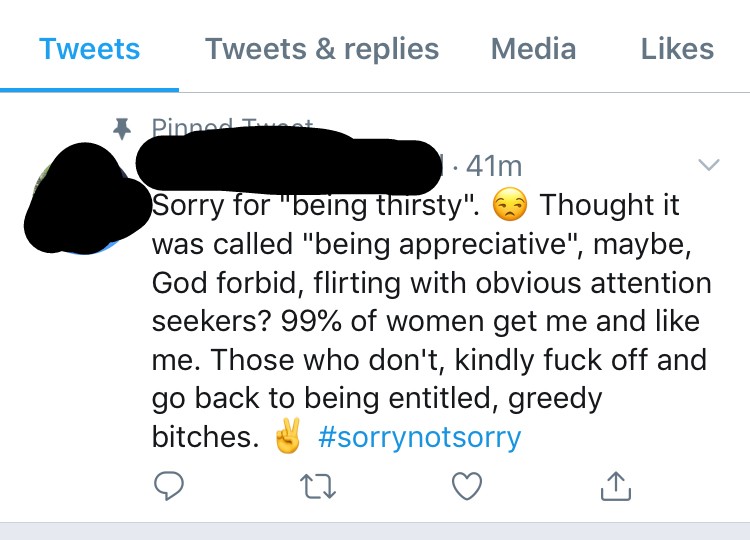 Tweets Tweets & replies Media Likes
Pinned Tweet
· 41m
Sorry for "being thirsty". 😒 Thought it
was called "being appreciative", maybe,
God forbid, flirting with obvious attention
seekers? 99% of women get me and like
me. Those who don't, kindly fuck off and
go back to being entitled, greedy
bitches. ✌️ #sorrynotsorry